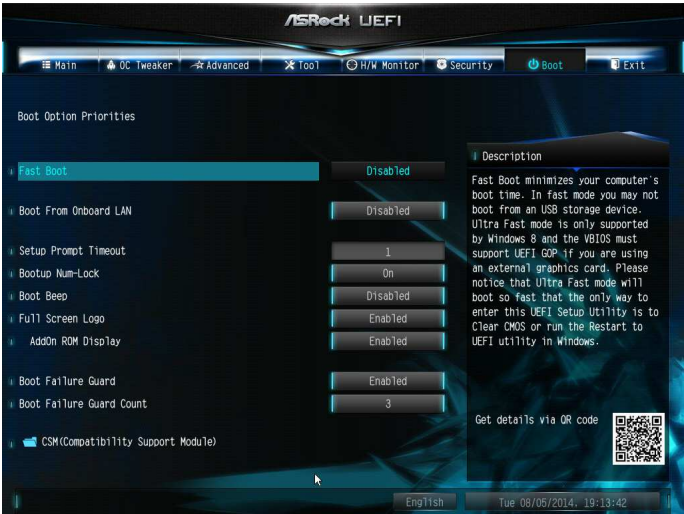 ASRock UEFI
Main
OC Tweaker
Advanced
Tool
H/W Monitor
Security
Boot
Exit
Boot Option Priorities
Fast Boot Disabled
Boot From Onboard LAN Disabled
Setup Prompt Timeout 1
Bootup Num-Lock On
Boot Beep Disabled
Full Screen Logo Enabled
AddOn ROM Display Enabled
Boot Failure Guard Enabled
Boot Failure Guard Count 3
CSM(Compatibility Support Module)
Description
Fast Boot minimizes your computer`s
boot time. In fast mode you may not
boot from an USB storage device.
Ultra Fast mode is only supported
by Windows 8 and the VBIOS must
support UEFI GOP if you are using
an external graphics card. Please
notice that Ultra Fast mode will
boot so fast that the only way to
enter this UEFI Setup Utility is to
Clear CMOS or run the Restart to
UEFI utility in Windows.
Get details via QR code
English
Tue 08/05/2014. 19:13:42